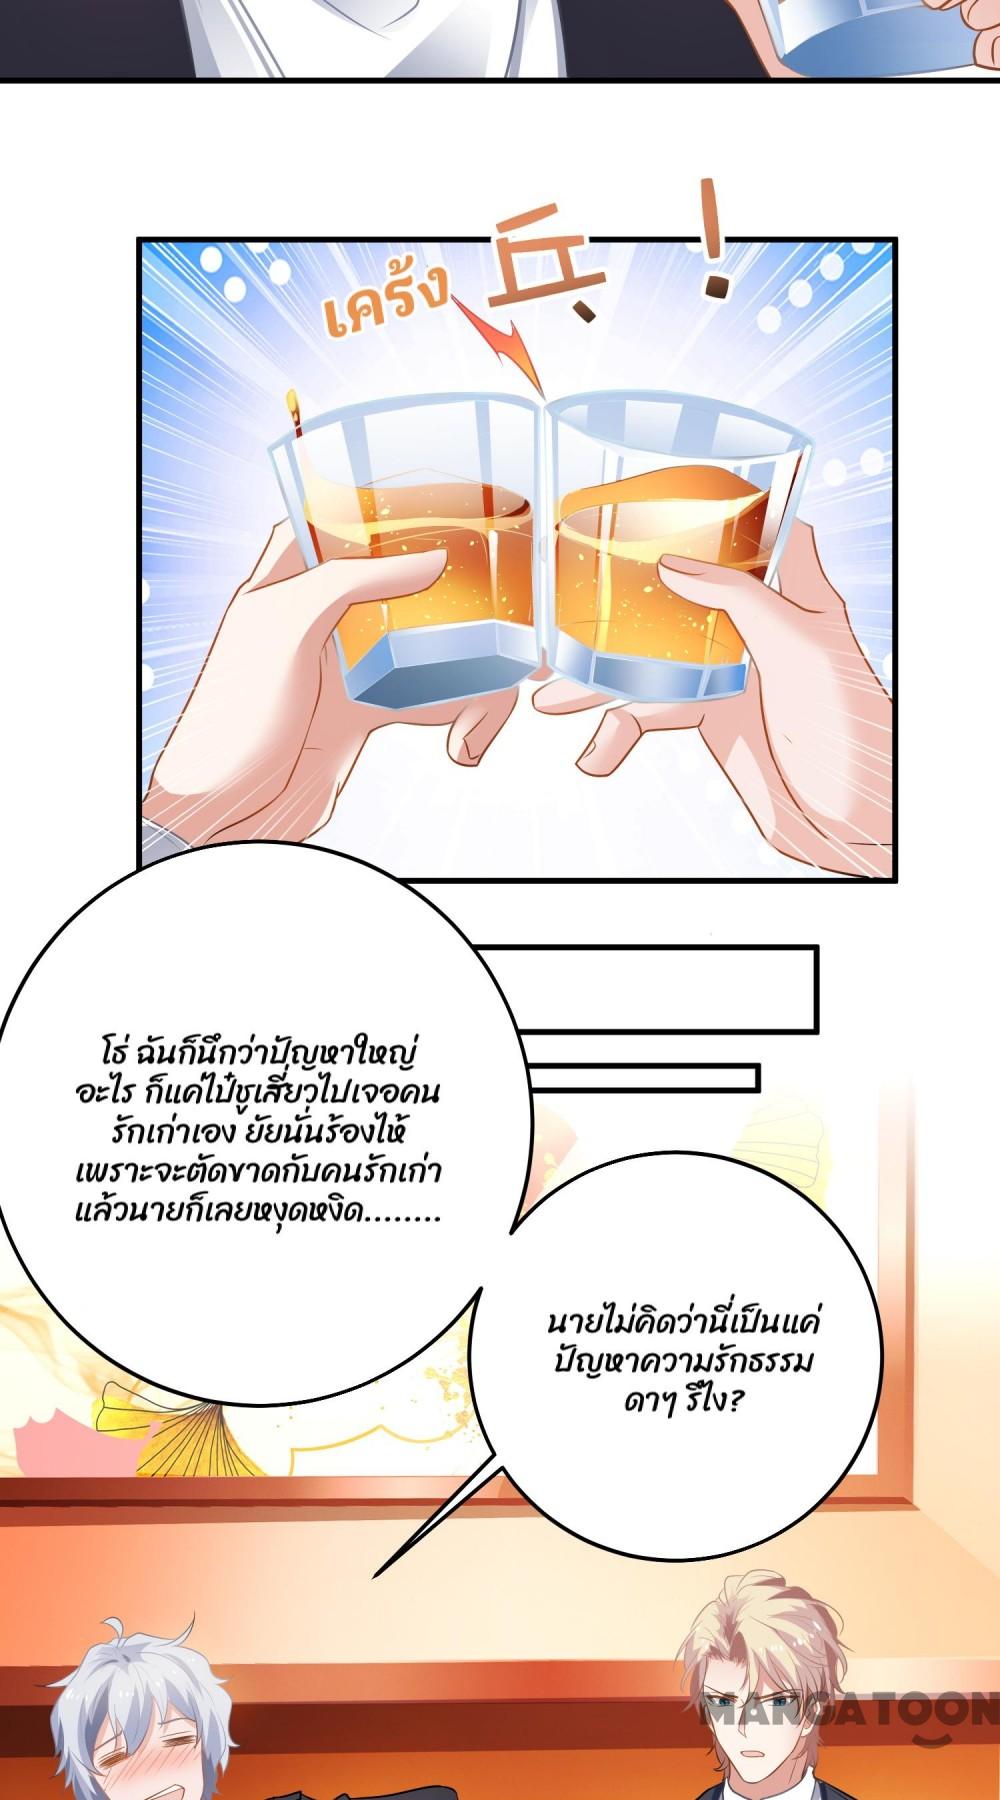 เคร้ง
乓!
โธ่ ฉันก็นึกว่าปัญหาใหญ่
อะไร ก็แค่ไป๋ชูเสี่ยวไปเจอคน
รักเก่าเอง ยัยนั่นร้องไห้
เพราะจะตัดขาดกับคนรักเก่า
แล้วนายก็เลยหงุดหงิด........
นายไม่คิดว่านี่เป็นแค่
ปัญหาความรักธรรม
ดาๆ รึไง?
MANGATOON